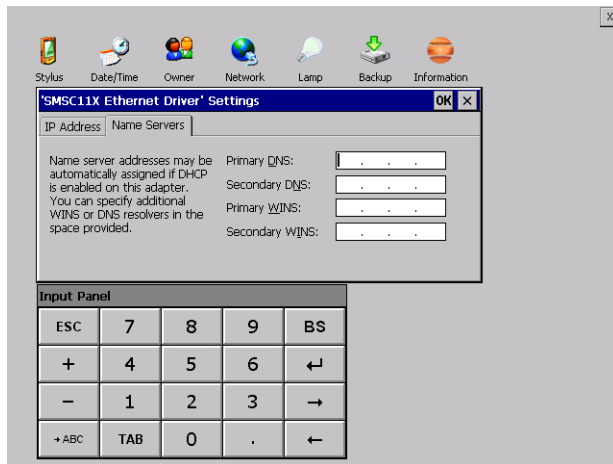 X
Stylus Date/Time Owner Network Lamp Backup Information
'SMSC11X Ethernet Driver' Settings OK ×
IP Address Name Servers
Name server addresses may be
automatically assigned if DHCP
is enabled on this adapter.
You can specify additional
WINS or DNS resolvers in the
space provided.
Primary DNS: . . .
Secondary DNS: . . .
Primary WINS: . . .
Secondary WINS: . . .
Input Panel
ESC 7 8 9 BS
+ 4 5 6 ↵
− 1 2 3 →
→ABC TAB 0 . ←